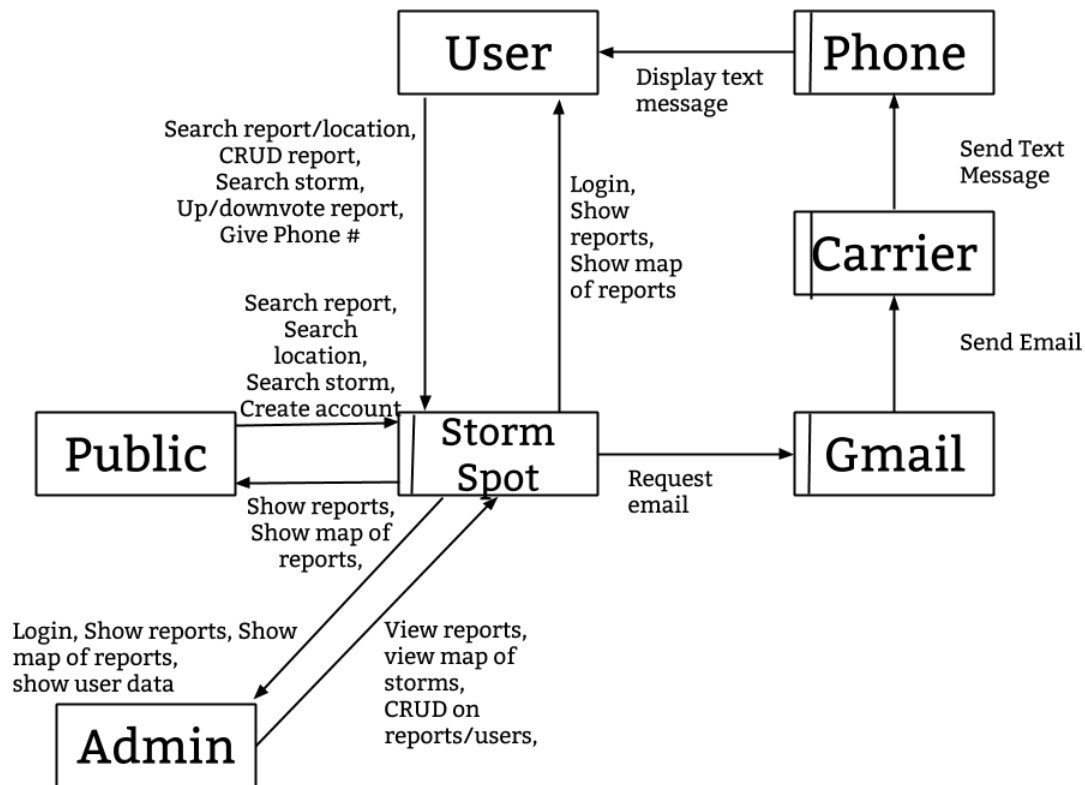 User
Phone
Display text
message
Search report/location,
CRUD report,
Search storm,
Up/downvote report,
Give Phone #
Login,
Show
reports,
Show map
of reports
Send Text
Message
Carrier
Search report,
Search
location,
Search storm,
Create account
Send Email
Public
Storm
Spot
Gmail
Request
email
Show reports,
Show map of
reports,
Login, Show reports, Show
map of reports,
show user data
View reports,
view map of
storms,
CRUD on
reports/users,
Admin